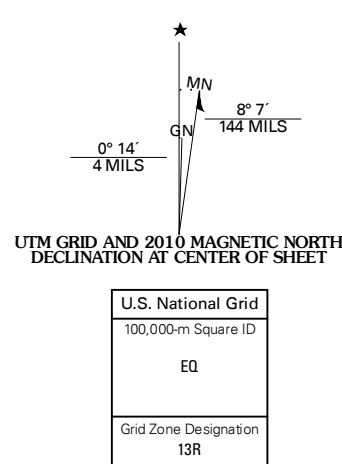 ★
MN
8° 7´
144 MILS
GN
0° 14´
4 MILS
UTM GRID AND 2010 MAGNETIC NORTH
DECLINATION AT CENTER OF SHEET
U.S. National Grid
100,000-m Square ID
EQ
Grid Zone Designation
13R